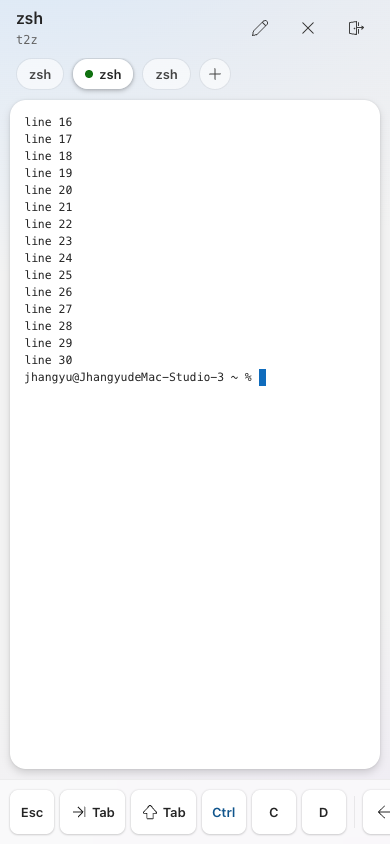 zsh
t2z
zsh
zsh
zsh
line 16
line 17
line 18
line 19
line 20
line 21
line 22
line 23
line 24
line 25
line 26
line 27
line 28
line 29
line 30
jhangyu@JhangyudeMac-Studio-3 ~ %
Esc
Tab
Tab
Ctrl
C
D